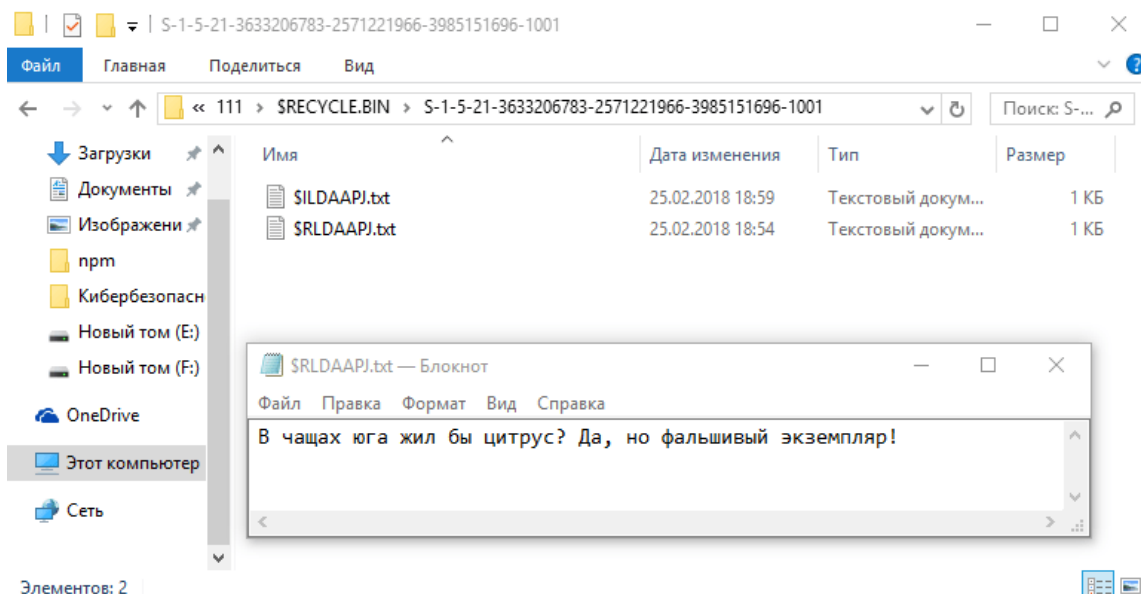 S-1-5-21-3633206783-2571221966-3985151696-1001
Файл Главная Поделиться Вид
« 111 > $RECYCLE.BIN > S-1-5-21-3633206783-2571221966-3985151696-1001 Поиск: S-...
Загрузки
Документы
Изображени
npm
Кибербезопасн
Новый том (E:)
Новый том (F:)
OneDrive
Этот компьютер
Сеть
Имя Дата изменения Тип Размер
$ILDAAPJ.txt 25.02.2018 18:59 Текстовый докум... 1 КБ
$RLDAAPJ.txt 25.02.2018 18:54 Текстовый докум... 1 КБ
$RLDAAPJ.txt — Блокнот
Файл Правка Формат Вид Справка
В чащах юга жил бы цитрус? Да, но фальшивый экземпляр!
Элементов: 2